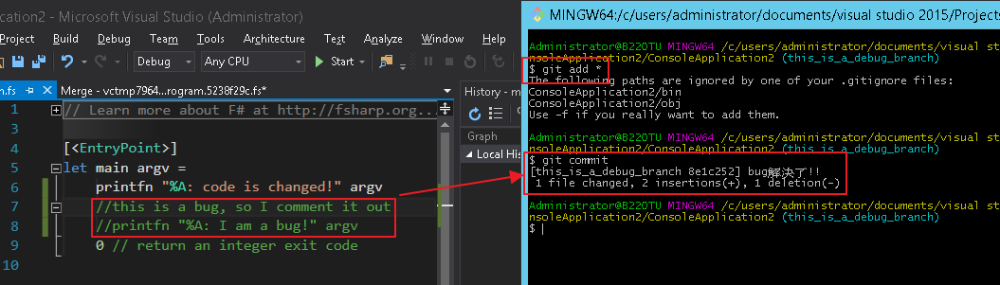 cation2 - Microsoft Visual Studio (Administrator)
Project Build Debug Team Tools Architecture Analyze Window Help
Debug Any CPU Start
n.fs Merge - vctmp7964...rogram.5238f29c.fs*
1 // Learn more about F# at http://fsharp.org...
3
4 [<EntryPoint>]
5 let main argv =
6 printfn "%A: code is changed!" argv
7 //this is a bug, so I comment it out
8 //printfn "%A: I am a bug!" argv
9 0 // return an integer exit code
10
History - m
Graph
Local His
MINGW64:/c/users/administrator/documents/visual studio 2015/Projects
Administrator@B22OTU MINGW64 /c/users/administrator/documents/visual st
nsoleApplication2/ConsoleApplication2 (this_is_a_debug_branch)
$ git add *
The following paths are ignored by one of your .gitignore files:
ConsoleApplication2/bin
ConsoleApplication2/obj
Use -f if you really want to add them.
Administrator@B22OTU MINGW64 /c/users/administrator/documents/visual st
nsoleApplication2/ConsoleApplication2 (this_is_a_debug_branch)
$ git commit
[this_is_a_debug_branch 8e1c252] bug解決了!!
1 file changed, 2 insertions(+), 1 deletion(-)
Administrator@B22OTU MINGW64 /c/users/administrator/documents/visual st
nsoleApplication2/ConsoleApplication2 (this_is_a_debug_branch)
$